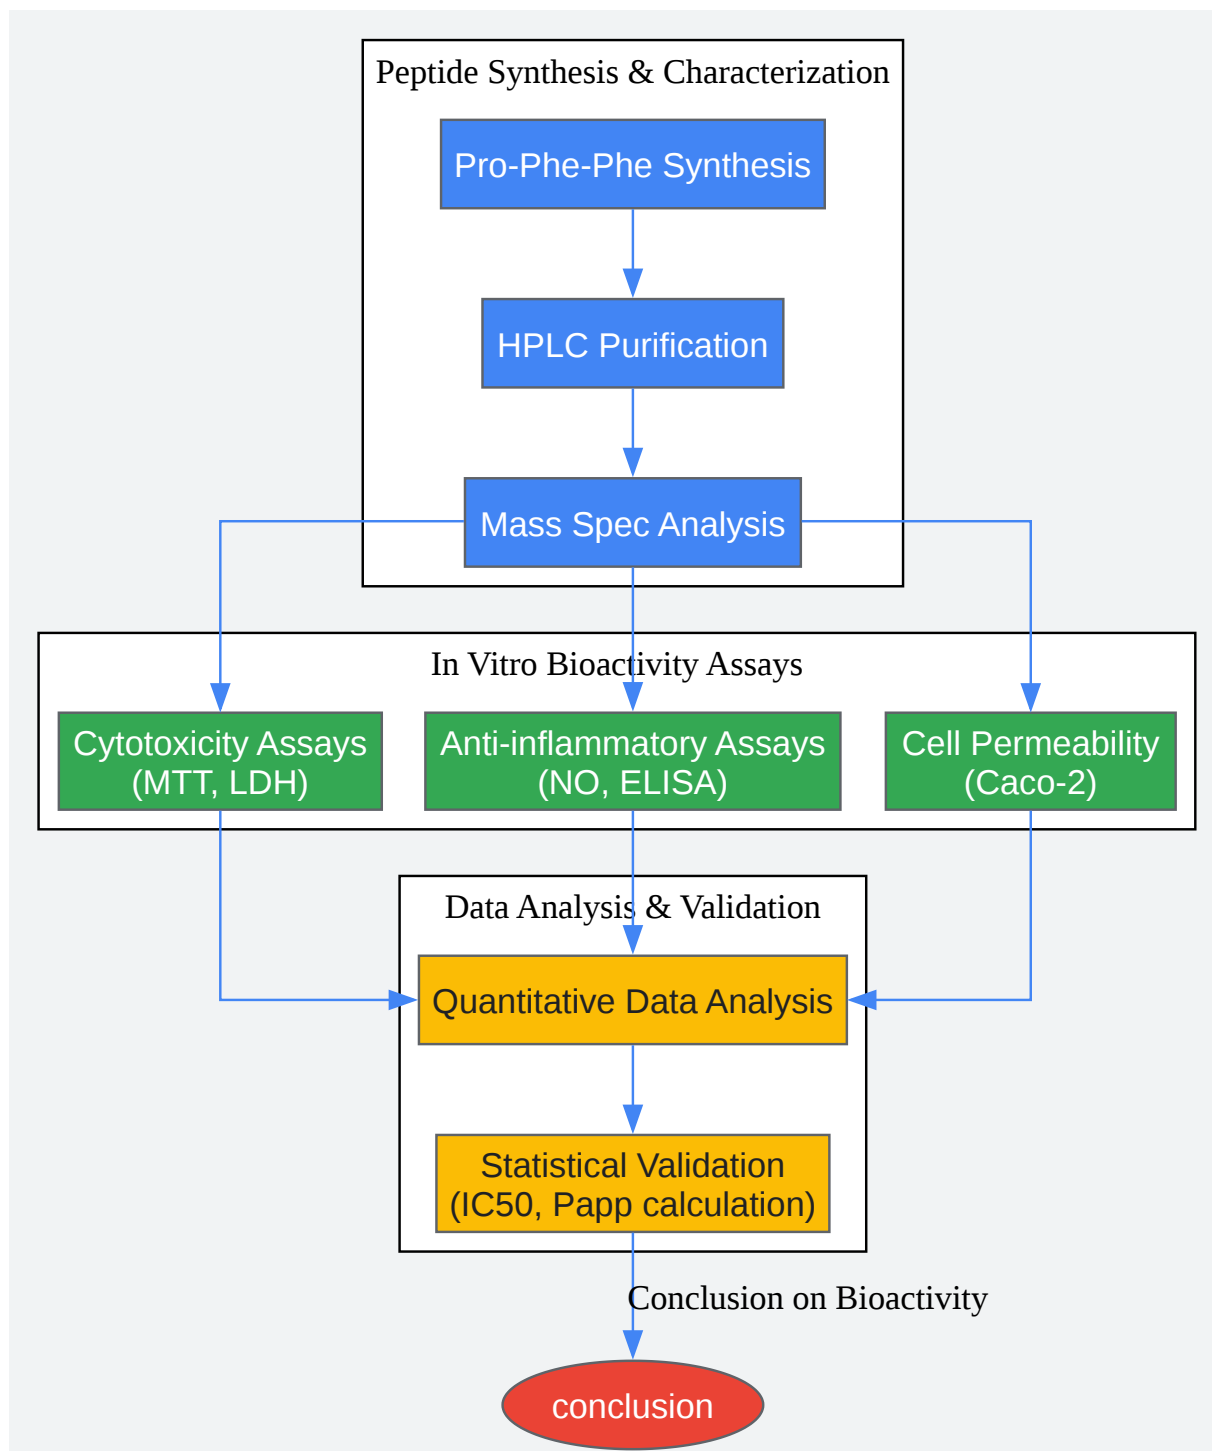 Peptide Synthesis & Characterization
Pro-Phe-Phe Synthesis
HPLC Purification
Mass Spec Analysis
In Vitro Bioactivity Assays
Cytotoxicity Assays
(MTT, LDH)
Anti-inflammatory Assays
(NO, ELISA)
Cell Permeability
(Caco-2)
Data Analysis & Validation
Quantitative Data Analysis
Statistical Validation
(IC50, Papp calculation)
Conclusion on Bioactivity
conclusion